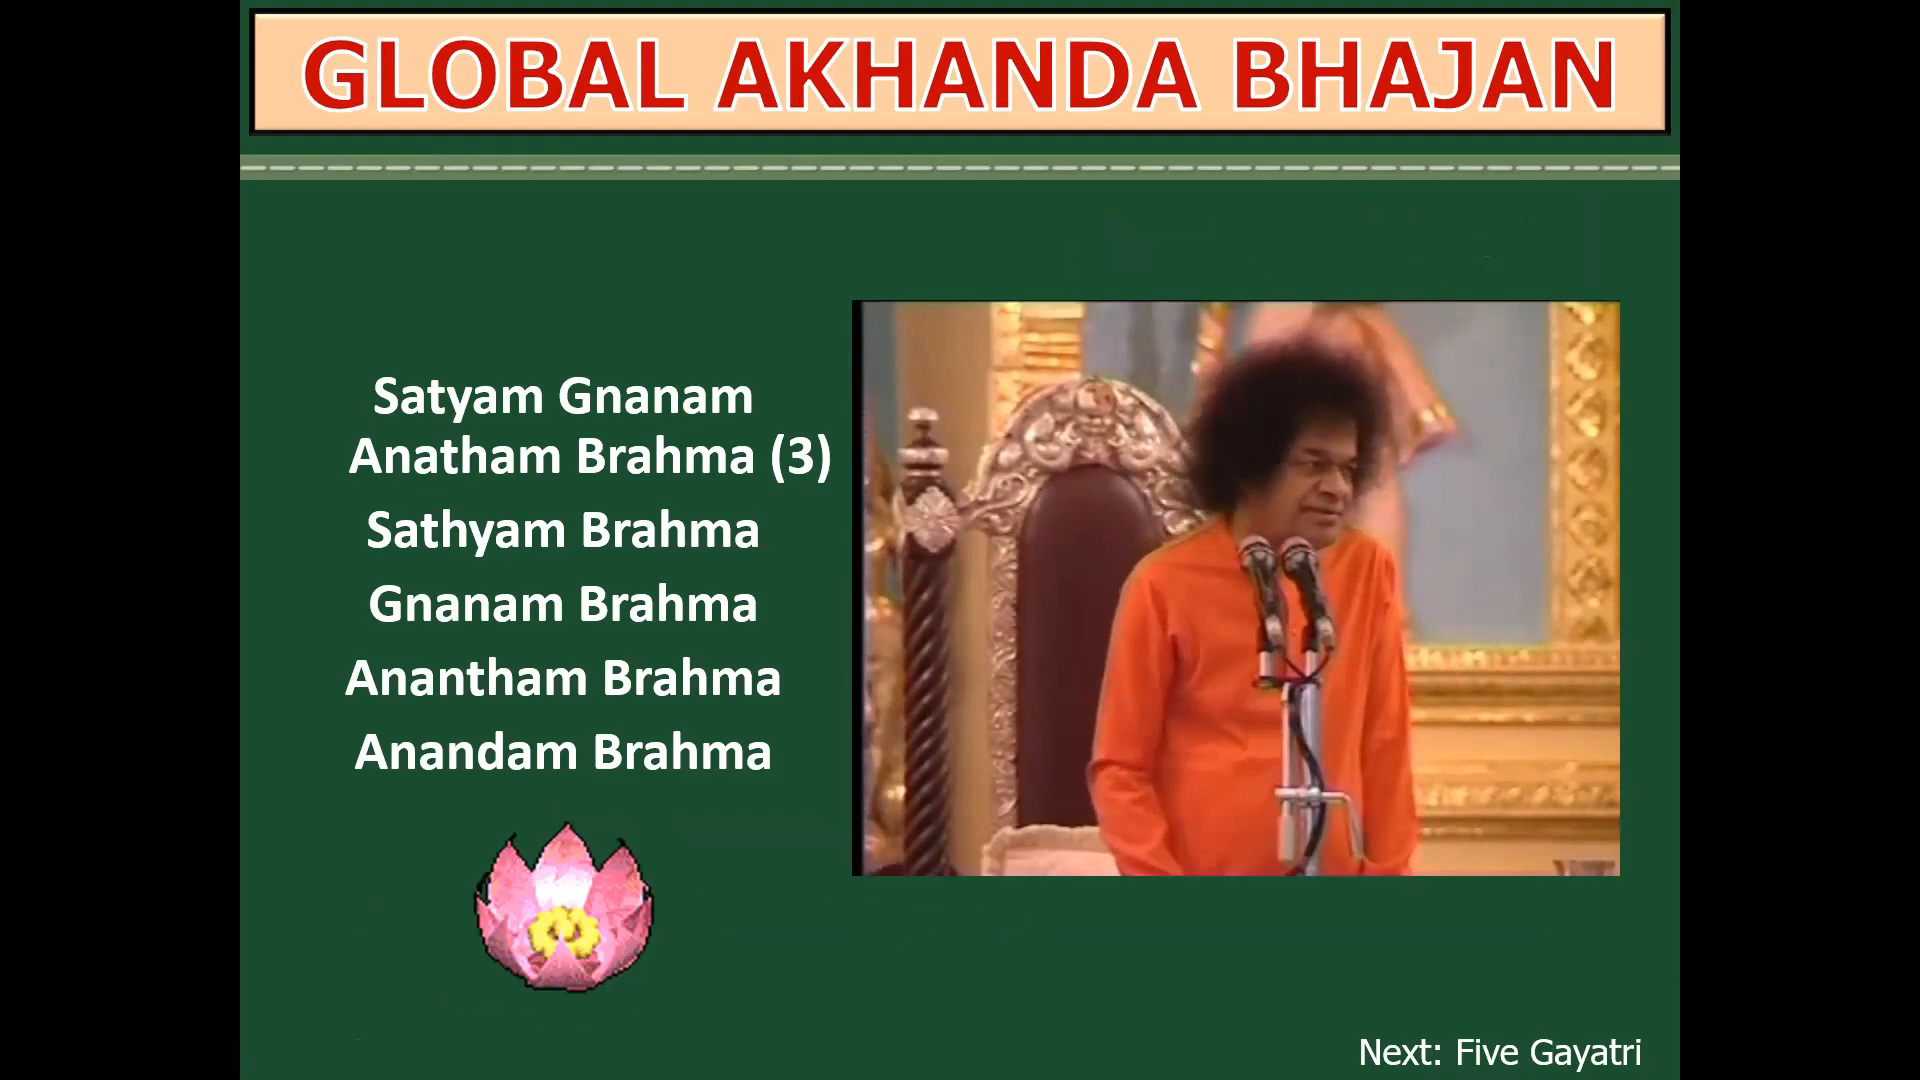 GLOBAL AKHANDA BHAJAN
Satyam Gnanam
Anatham Brahma (3)
Sathyam Brahma
Gnanam Brahma
Anantham Brahma
Anandam Brahma
Next: Five Gayatri